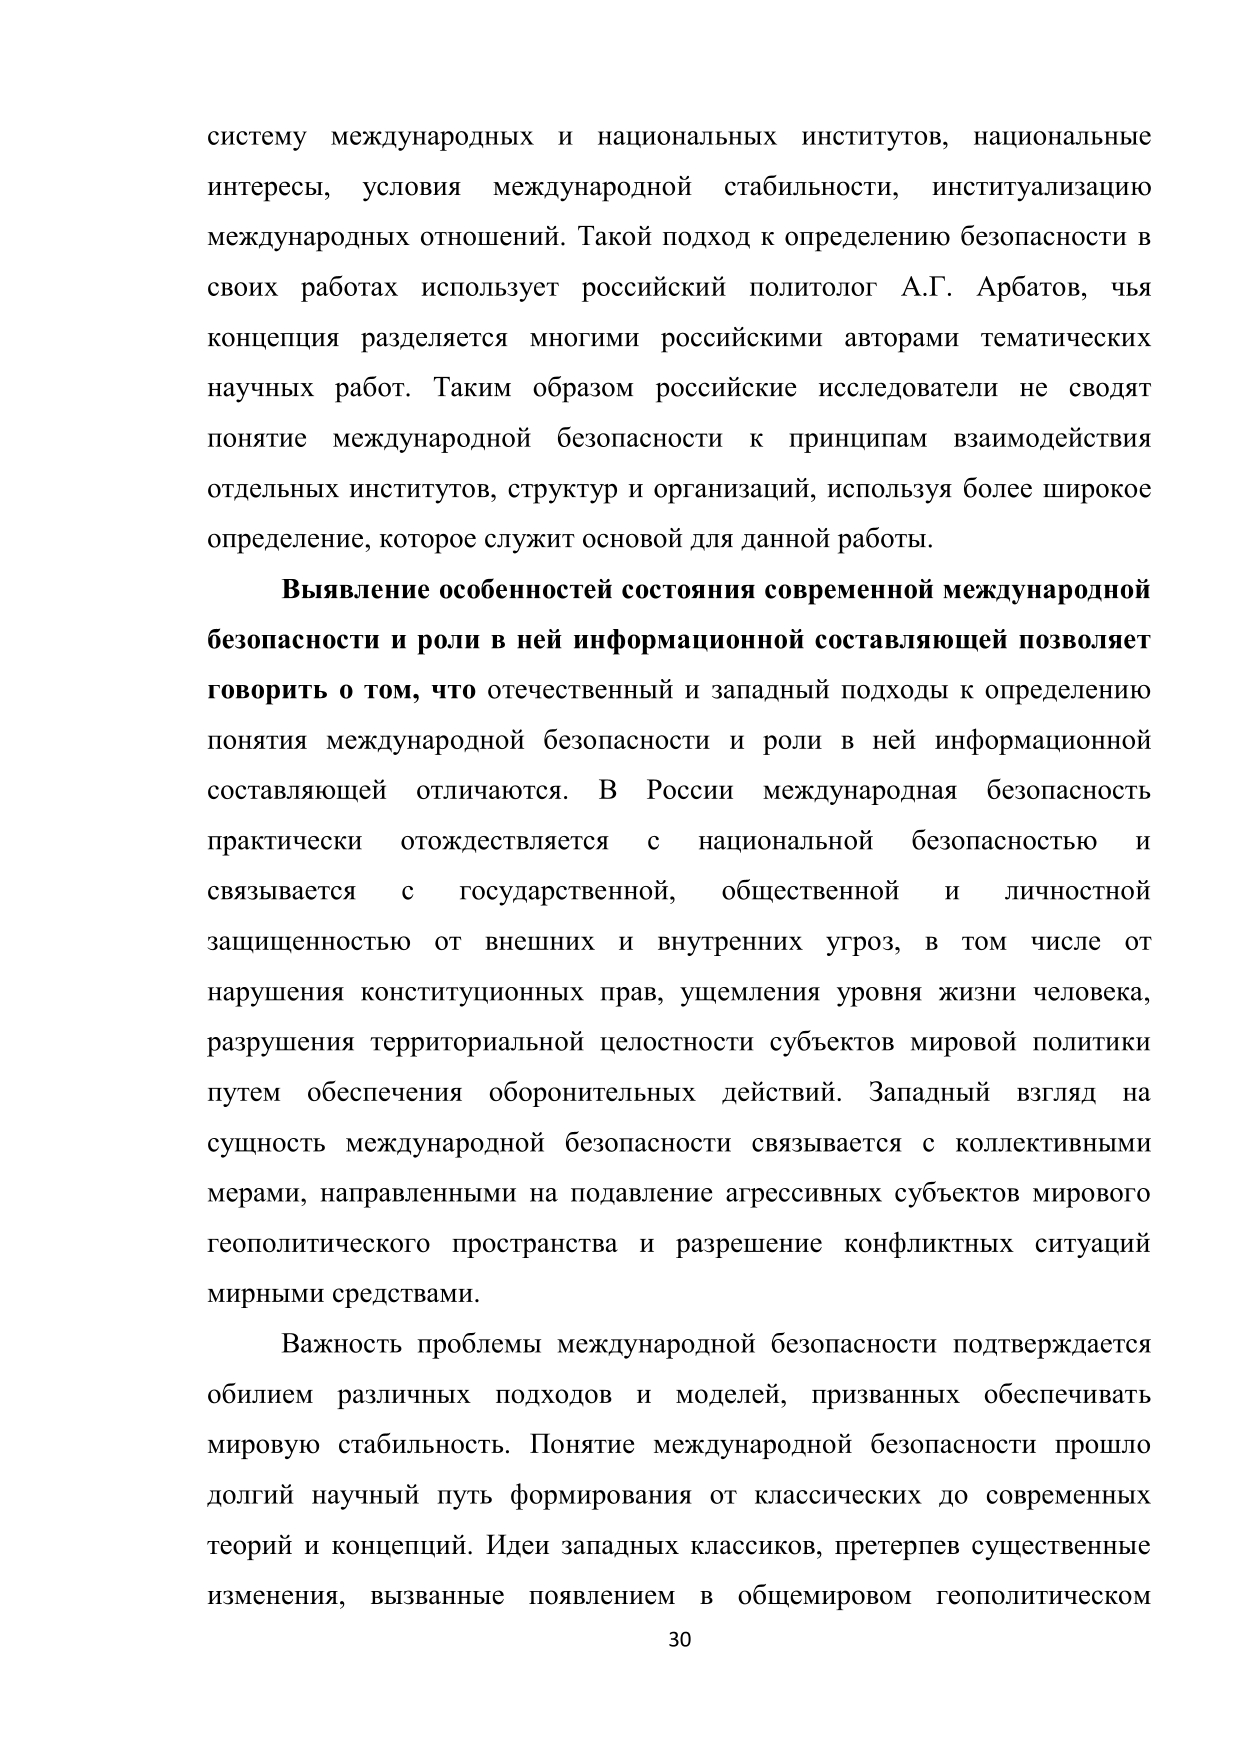 систему международных и национальных институтов, национальные
интересы, условия международной стабильности, институализацию
международных отношений. Такой подход к определению безопасности в
своих работах использует российский политолог А.Г. Арбатов, чья
концепция разделяется многими российскими авторами тематических
научных работ. Таким образом российские исследователи не сводят
понятие международной безопасности к принципам взаимодействия
отдельных институтов, структур и организаций, используя более широкое
определение, которое служит основой для данной работы.
Выявление особенностей состояния современной международной
безопасности и роли в ней информационной составляющей позволяет
говорить о том, что отечественный и западный подходы к определению
понятия международной безопасности и роли в ней информационной
составляющей отличаются. В России международная безопасность
практически отождествляется с национальной безопасностью и
связывается с государственной, общественной и личностной
защищенностью от внешних и внутренних угроз, в том числе от
нарушения конституционных прав, ущемления уровня жизни человека,
разрушения территориальной целостности субъектов мировой политики
путем обеспечения оборонительных действий. Западный взгляд на
сущность международной безопасности связывается с коллективными
мерами, направленными на подавление агрессивных субъектов мирового
геополитического пространства и разрешение конфликтных ситуаций
мирными средствами.
Важность проблемы международной безопасности подтверждается
обилием различных подходов и моделей, призванных обеспечивать
мировую стабильность. Понятие международной безопасности прошло
долгий научный путь формирования от классических до современных
теорий и концепций. Идеи западных классиков, претерпев существенные
изменения, вызванные появлением в общемировом геополитическом
30